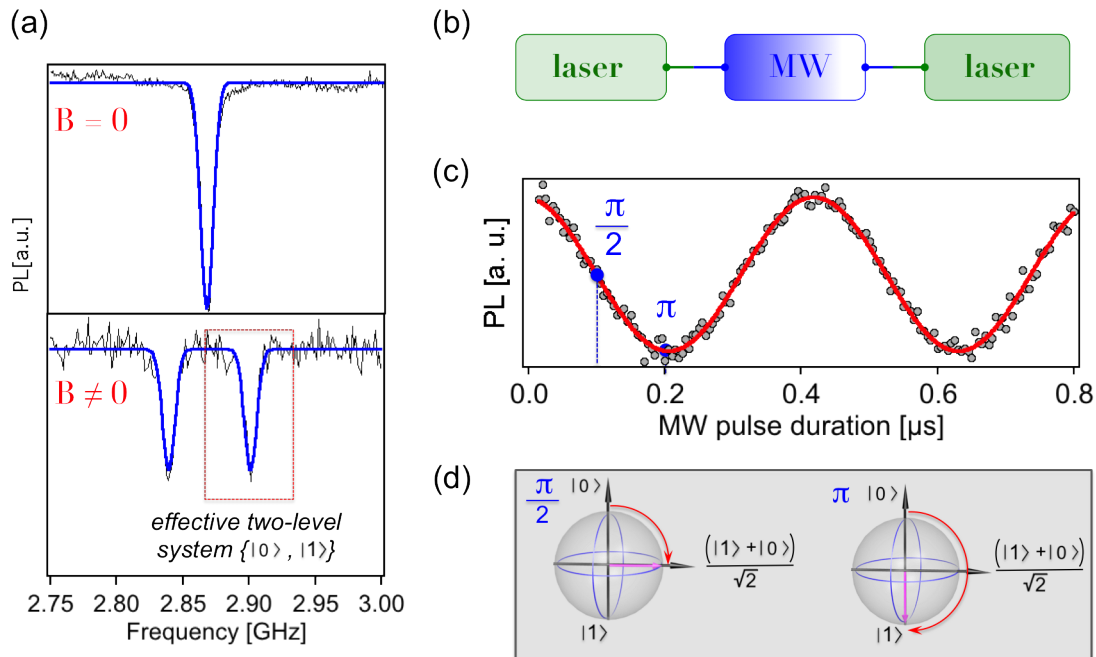 (a)
B = 0
B ≠ 0
PL[a.u.]
effective two-level
system {|0⟩ , |1⟩}
2.75 2.80 2.85 2.90 2.95 3.00
Frequency [GHz]
(b)
laser MW laser
(c)
PL [a. u.]
π
2
π
0.0 0.2 0.4 0.6 0.8
MW pulse duration [μs]
(d)
π
2
|0⟩
(|1⟩ +|0⟩)
√2
|1⟩
π
|0⟩
(|1⟩ +|0⟩)
√2
|1⟩